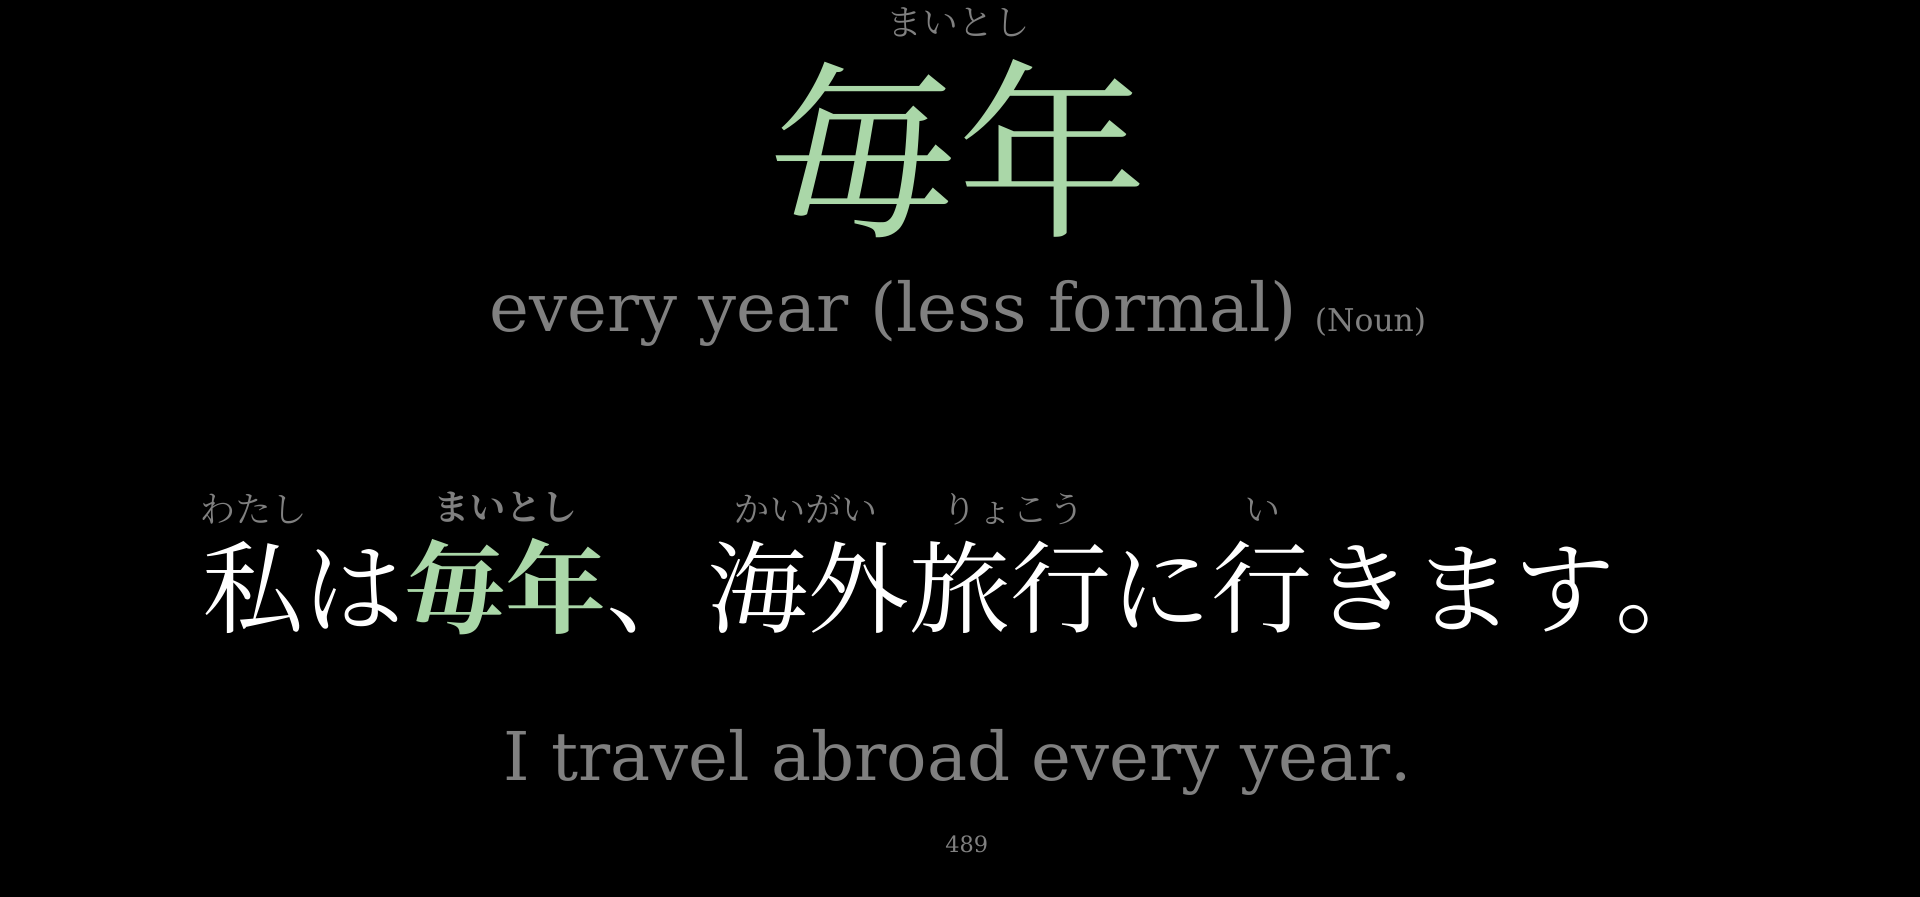 まいとし
毎年
every year (less formal) (Noun)
わたし まいとし かいがい りょこう い
私は毎年、海外旅行に行きます。
I travel abroad every year.
489